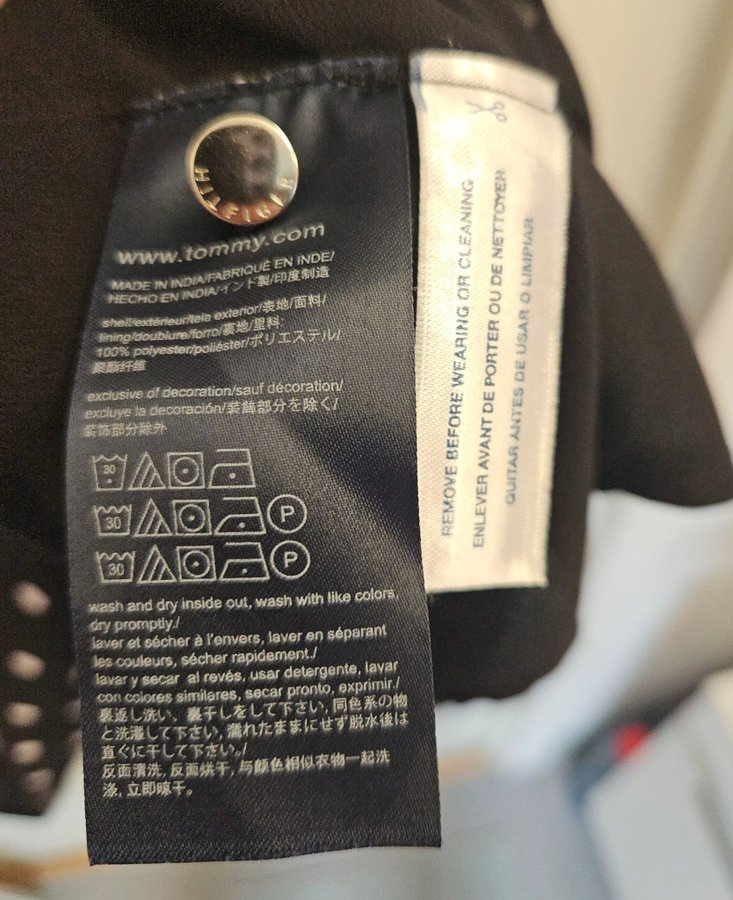 HILFIGER
www.tommy.com
MADE IN INDIA/FABRIQUÉ EN INDE/
HECHO EN INDIA/インド製/印度制造
shell/extérieur/tela exterior/表地/面料/
lining/doublure/forro/裏地/里料:
100% polyester/poliéster/ポリエステル/
聚酯纤维
exclusive of decoration/sauf décoration/
excluye la decoración/装飾部分を除く/
装饰部分除外
30
30 P
30 P
wash and dry inside out, wash with like colors,
dry promptly./
laver et sécher à l'envers, laver en séparant
les couleurs, sécher rapidement./
lavar y secar al revés, usar detergente, lavar
con colores similares, secar pronto, exprimir./
裏返し洗い、裏干しをして下さい,同色系の物
と洗濯して下さい,濡れたままにせず脱水後は
直ぐに干して下さい。/
反面清洗,反面烘干,与颜色相似衣物一起洗
涤,立即晾干。
REMOVE BEFORE WEARING OR CLEANING
ENLEVER AVANT DE PORTER OU DE NETTOYER
QUITAR ANTES DE USAR O LIMPIAR